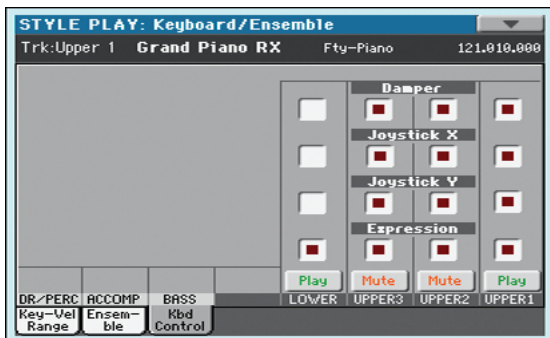 STYLE PLAY: Keyboard/Ensemble
Trk:Upper 1 Grand Piano RX Fty-Piano 121.010.000
Damper
Joystick X
Joystick Y
Expression
Play Mute Mute Play
DR/PERC ACCOMP BASS LOWER UPPER3 UPPER2 UPPER1
Key-Vel Ensem- Kbd
Range ble Control